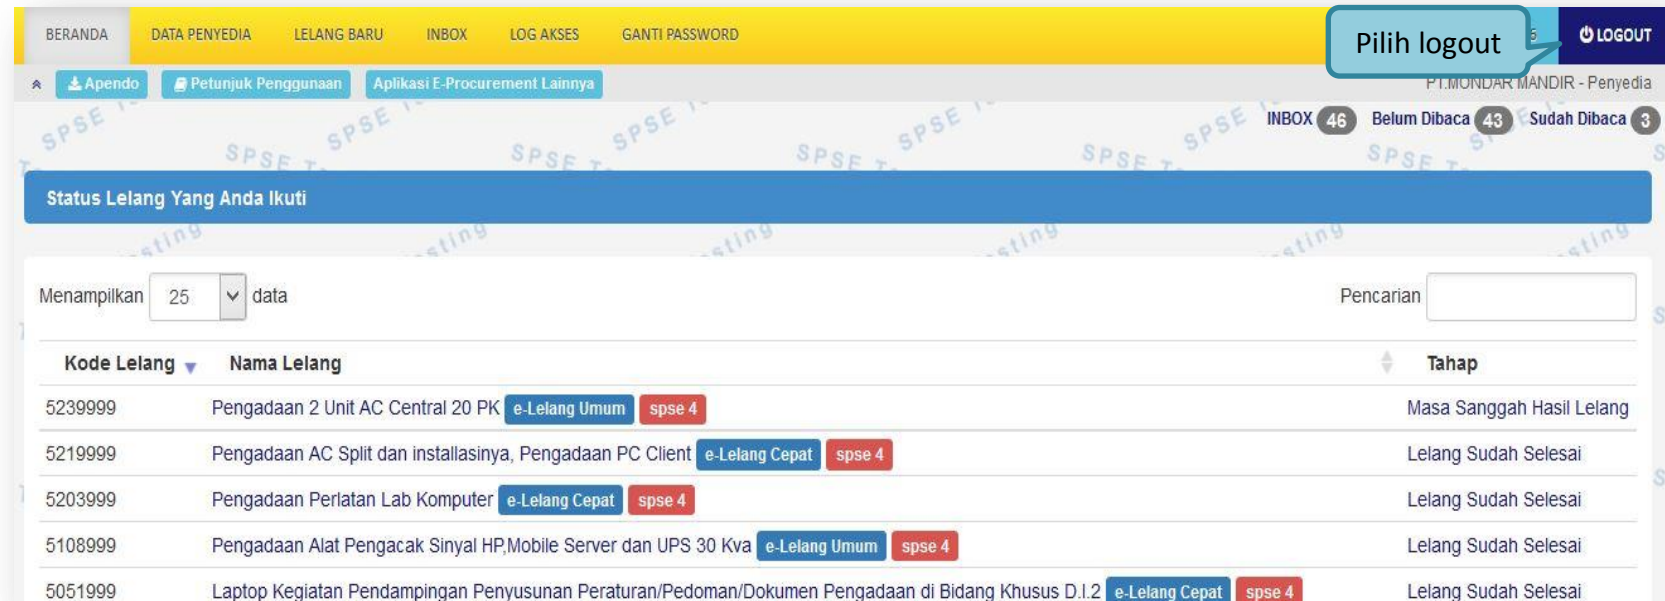 BERANDA DATA PENYEDIA LELANG BARU INBOX LOG AKSES GANTI PASSWORD Pilih logout LOGOUT
Apendo Petunjuk Penggunaan Aplikasi E-Procurement Lainnya PT.MONDAR MANDIR - Penyedia
INBOX 46 Belum Dibaca 43 Sudah Dibaca 3
Status Lelang Yang Anda Ikuti
Menampilkan 25 data Pencarian
Kode Lelang Nama Lelang Tahap
5239999 Pengadaan 2 Unit AC Central 20 PK e-Lelang Umum spse 4 Masa Sanggah Hasil Lelang
5219999 Pengadaan AC Split dan installasinya, Pengadaan PC Client e-Lelang Cepat spse 4 Lelang Sudah Selesai
5203999 Pengadaan Perlatan Lab Komputer e-Lelang Cepat spse 4 Lelang Sudah Selesai
5108999 Pengadaan Alat Pengacak Sinyal HP,Mobile Server dan UPS 30 Kva e-Lelang Umum spse 4 Lelang Sudah Selesai
5051999 Laptop Kegiatan Pendampingan Penyusunan Peraturan/Pedoman/Dokumen Pengadaan di Bidang Khusus D.I.2 e-Lelang Cepat spse 4 Lelang Sudah Selesai